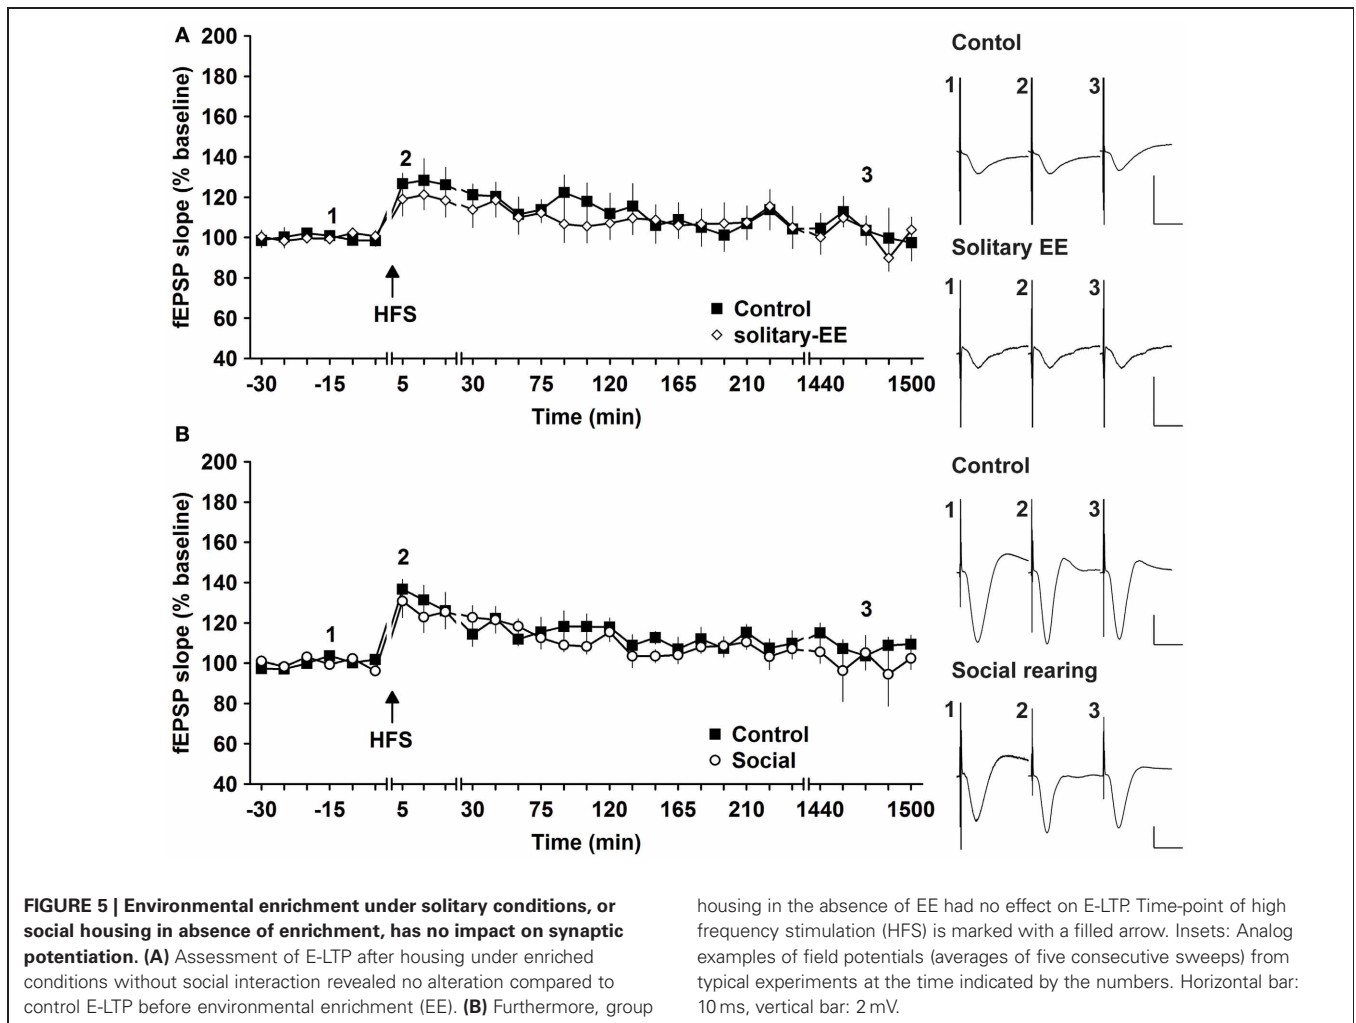 A
200
180
160
140
120
100
80
60
40
fEPSP slope (% baseline)
1
2
3
HFS
Control
solitary-EE
-30 -15 5 30 75 120 165 210 1440 1500
Time (min)
Contol
1 2 3
Solitary EE
1 2 3
B
200
180
160
140
120
100
80
60
40
fEPSP slope (% baseline)
1
2
3
HFS
Control
Social
-30 -15 5 30 75 120 165 210 1440 1500
Time (min)
Control
1 2 3
Social rearing
1 2 3
FIGURE 5 | Environmental enrichment under solitary conditions, or
social housing in absence of enrichment, has no impact on synaptic
potentiation. (A) Assessment of E-LTP after housing under enriched
conditions without social interaction revealed no alteration compared to
control E-LTP before environmental enrichment (EE). (B) Furthermore, group
housing in the absence of EE had no effect on E-LTP. Time-point of high
frequency stimulation (HFS) is marked with a filled arrow. Insets: Analog
examples of field potentials (averages of five consecutive sweeps) from
typical experiments at the time indicated by the numbers. Horizontal bar:
10 ms, vertical bar: 2 mV.